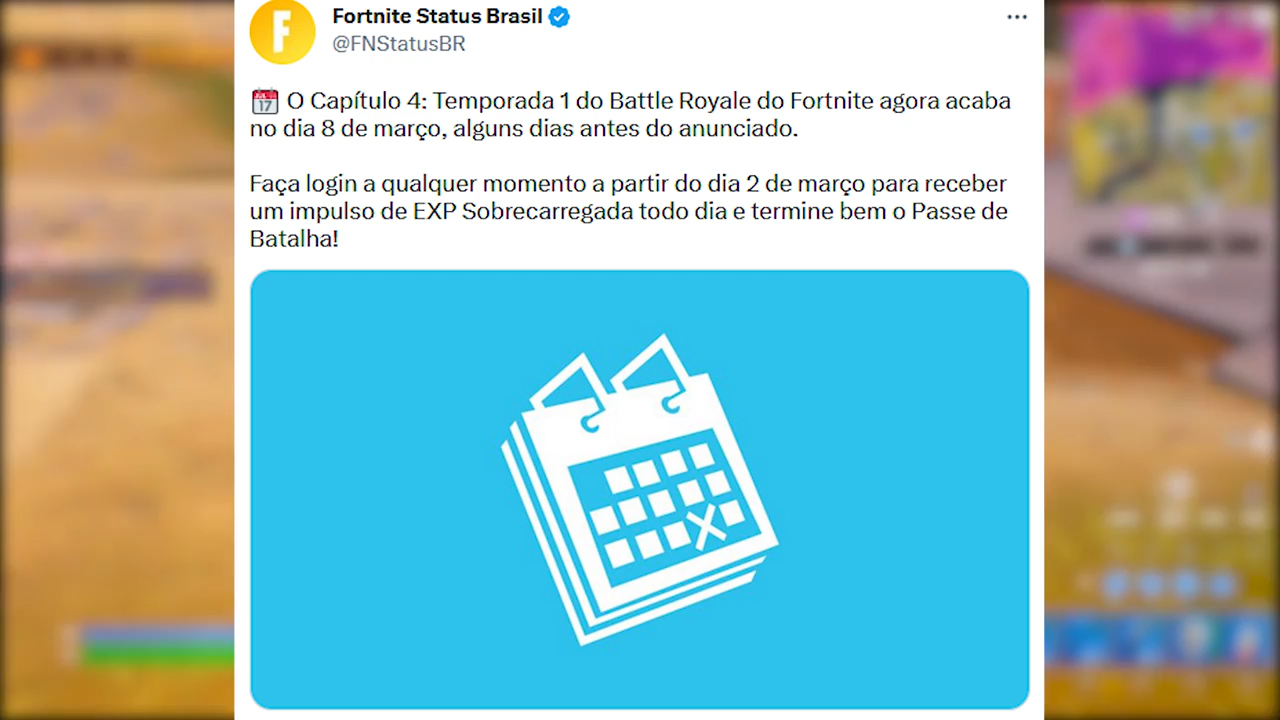 Fortnite Status Brasil
@FNStatusBR
📅 O Capítulo 4: Temporada 1 do Battle Royale do Fortnite agora acaba
no dia 8 de março, alguns dias antes do anunciado.
Faça login a qualquer momento a partir do dia 2 de março para receber
um impulso de EXP Sobrecarregada todo dia e termine bem o Passe de
Batalha!